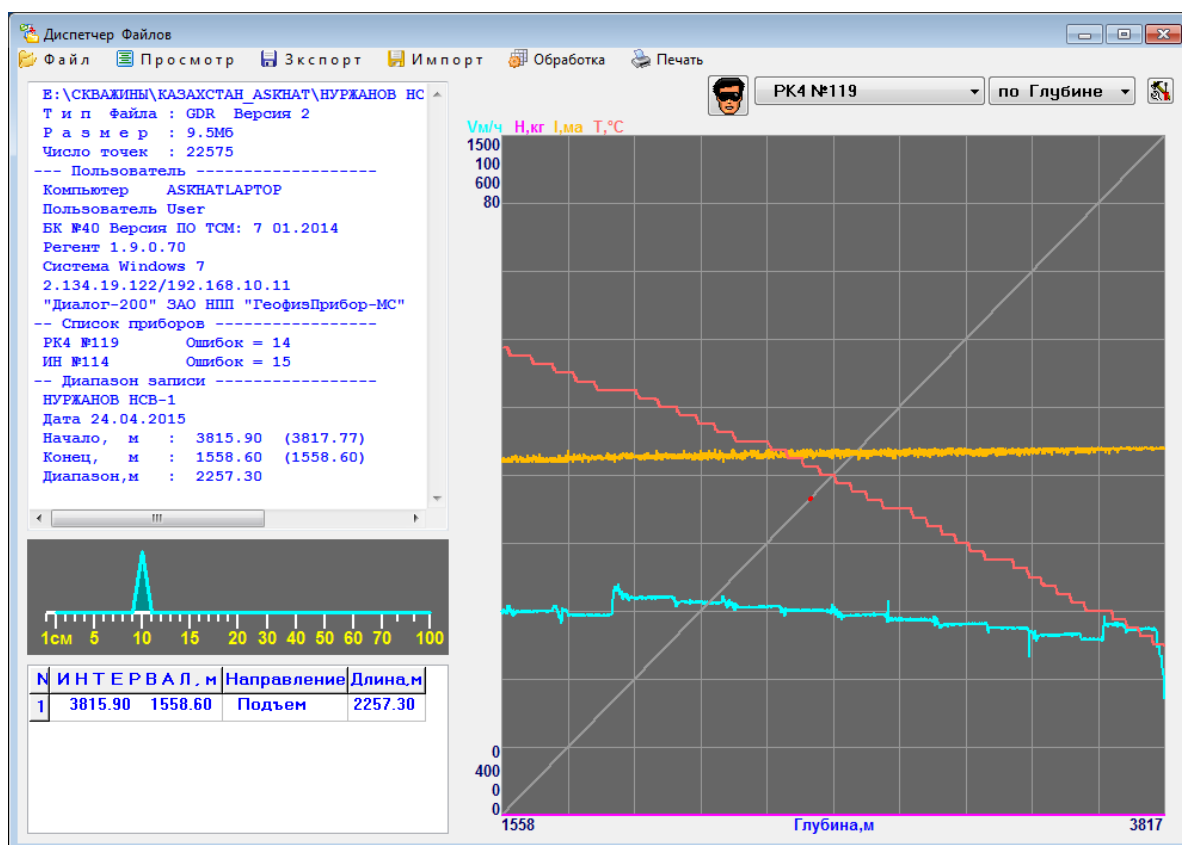 Диспетчер Файлов
Файл Просмотр Экспорт Импорт Обработка Печать
РК4 №119 по Глубине
E:\СКВАЖИНЫ\КАЗАХСТАН_ASKHAT\НУРЖАНОВ НС
Тип Файла : GDR Версия 2
Размер : 9.5Мб
Число точек : 22575
--- Пользователь -------------------
Компьютер ASKHATLAPTOP
Пользователь User
БК №40 Версия ПО ТСМ: 7 01.2014
Регент 1.9.0.70
Система Windows 7
2.134.19.122/192.168.10.11
"Диалог-200" ЗАО НПП "ГеофизПрибор-МС"
-- Список приборов -----------------
РК4 №119 Ошибок = 14
ИН №114 Ошибок = 15
-- Диапазон записи -----------------
НУРЖАНОВ НСВ-1
Дата 24.04.2015
Начало, м : 3815.90 (3817.77)
Конец, м : 1558.60 (1558.60)
Диапазон,м : 2257.30
1см 5 10 15 20 30 40 50 60 70 100
N ИНТЕРВАЛ,м Направление Длина,м
1 3815.90 1558.60 Подъем 2257.30
Vм/ч Н,кг I,ма Т,°С
1500
100
600
80
0
400
0
0
1558 Глубина,м 3817